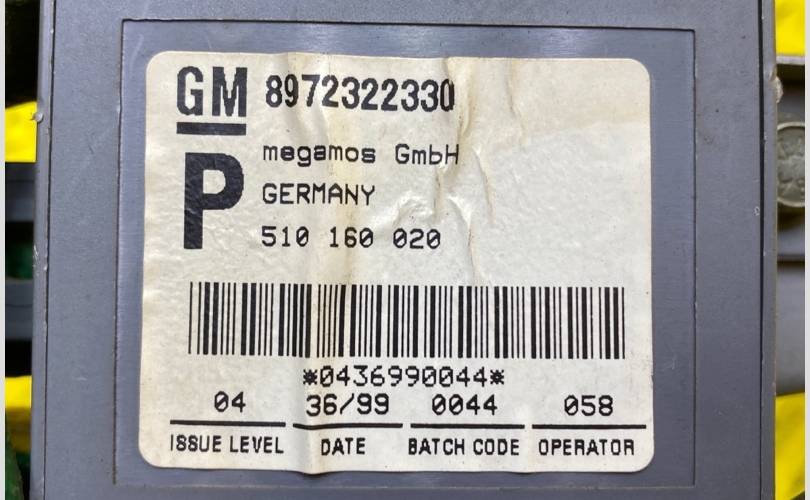 GM 8972322330
P megamos GmbH
GERMANY
510 160 020
*0436990044*
04 36/99 0044 058
ISSUE LEVEL DATE BATCH CODE OPERATOR